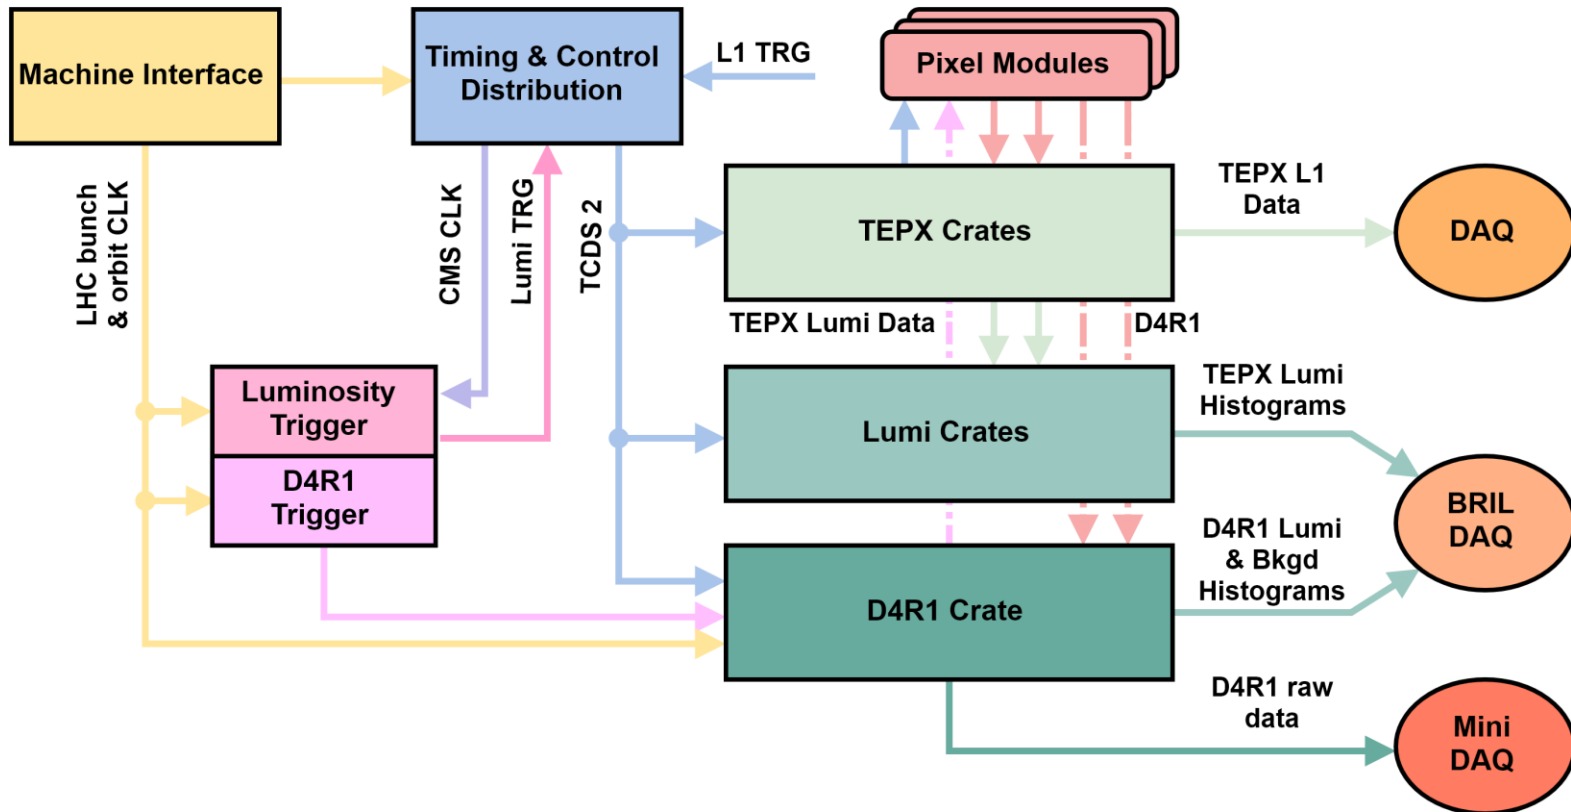 Machine Interface
Timing & Control
Distribution
L1 TRG
Pixel Modules
LHC bunch
& orbit CLK
CMS CLK
Lumi TRG
TCDS 2
TEPX Crates
TEPX L1
Data
DAQ
TEPX Lumi Data
D4R1
Luminosity
Trigger
D4R1
Trigger
Lumi Crates
TEPX Lumi
Histograms
BRIL
DAQ
D4R1 Lumi
& Bkgd
Histograms
D4R1 Crate
D4R1 raw
data
Mini
DAQ